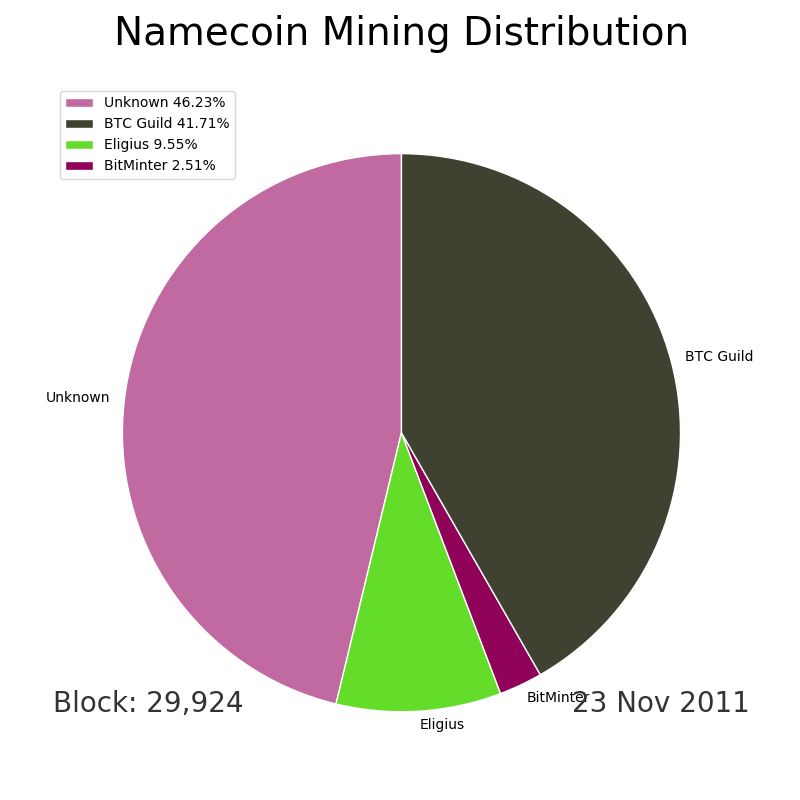 Namecoin Mining Distribution
Unknown 46.23%
BTC Guild 41.71%
Eligius 9.55%
BitMinter 2.51%
BTC Guild
Unknown
BitMinter
Block: 29,924
23 Nov 2011
Eligius